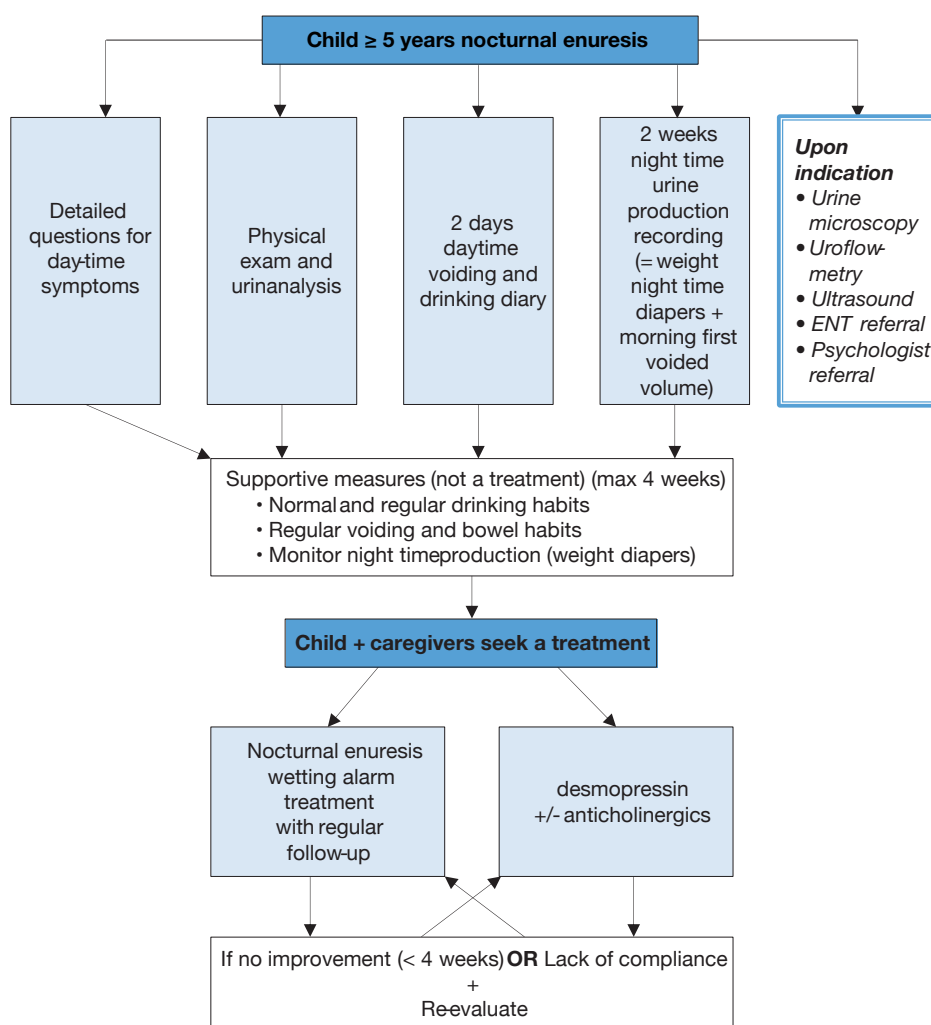 Child ≥ 5 years nocturnal enuresis
Detailed
questions for
day-time
symptoms
Physical
exam and
urinanalysis
2 days
daytime
voiding and
drinking diary
2 weeks
night time
urine
production
recording
(= weight
night time
diapers +
morning first
voided
volume)
Upon
indication
• Urine
microscopy
• Uroflow-
metry
• Ultrasound
• ENT referral
• Psychologist
referral
Supportive measures (not a treatment) (max 4 weeks)
• Normal and regular drinking habits
• Regular voiding and bowel habits
• Monitor night timeproduction (weight diapers)
Child + caregivers seek a treatment
Nocturnal enuresis
wetting alarm
treatment
with regular
follow-up
desmopressin
+/- anticholinergics
If no improvement (< 4 weeks) OR Lack of compliance
+
Re-evaluate